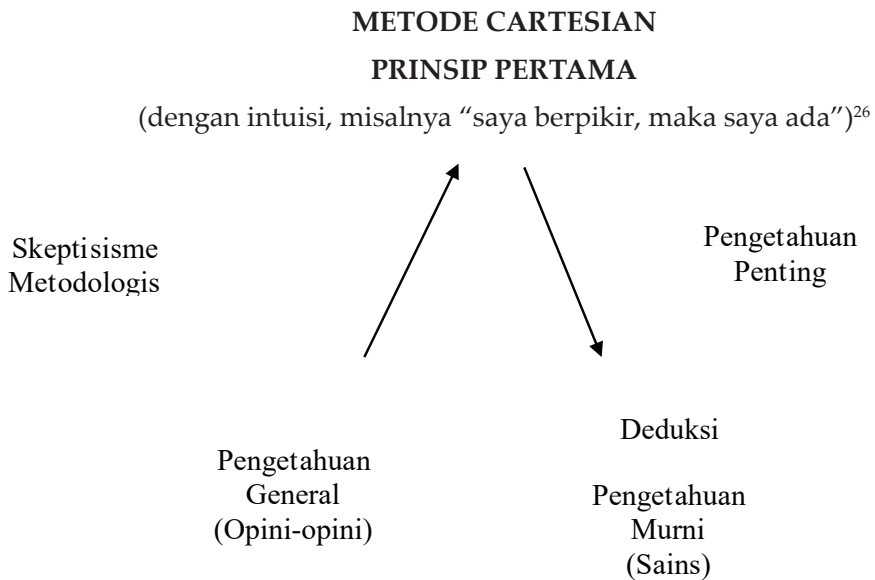 METODE CARTESIAN
PRINSIP PERTAMA
(dengan intuisi, misalnya “saya berpikir, maka saya ada”)²⁶
Skeptisisme
Metodologis
Pengetahuan
Penting
Pengetahuan
General
(Opini-opini)
Deduksi
Pengetahuan
Murni
(Sains)